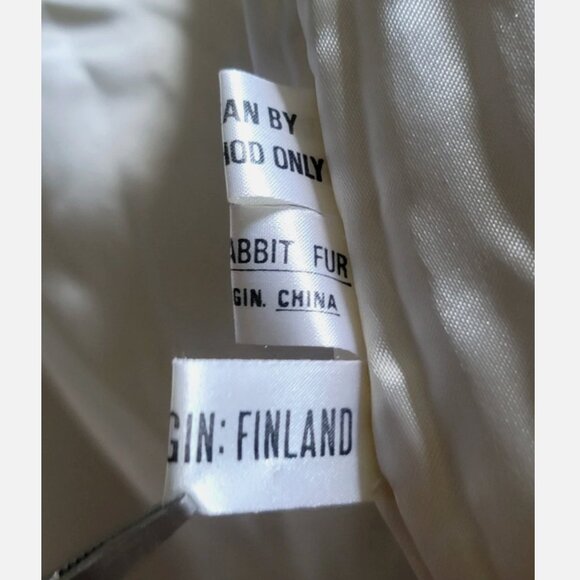 AN BY
HOD ONLY
ABBIT FUR
GIN. CHINA
GIN: FINLAND